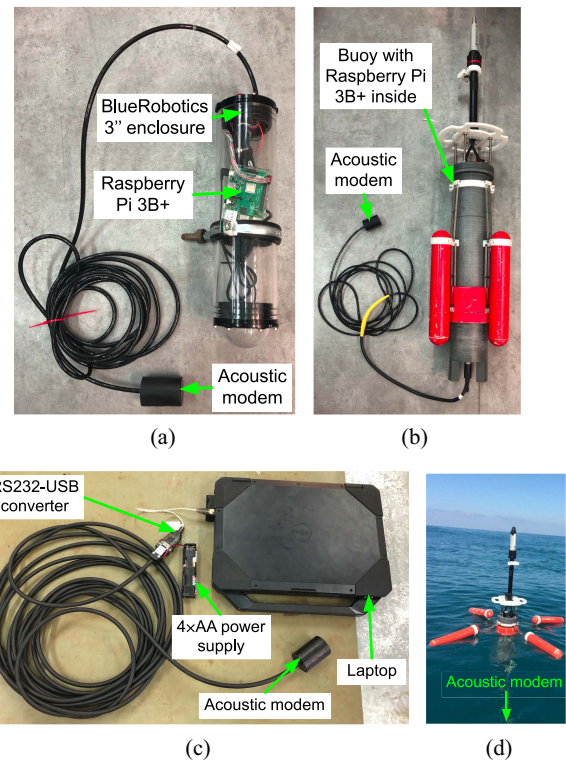 BlueRobotics
3’’ enclosure
Raspberry
Pi 3B+
Acoustic
modem
(a)
Buoy with
Raspberry Pi
3B+ inside
Acoustic
modem
(b)
RS232-USB
converter
4×AA power
supply
Acoustic modem
Laptop
(c)
Acoustic modem
(d)